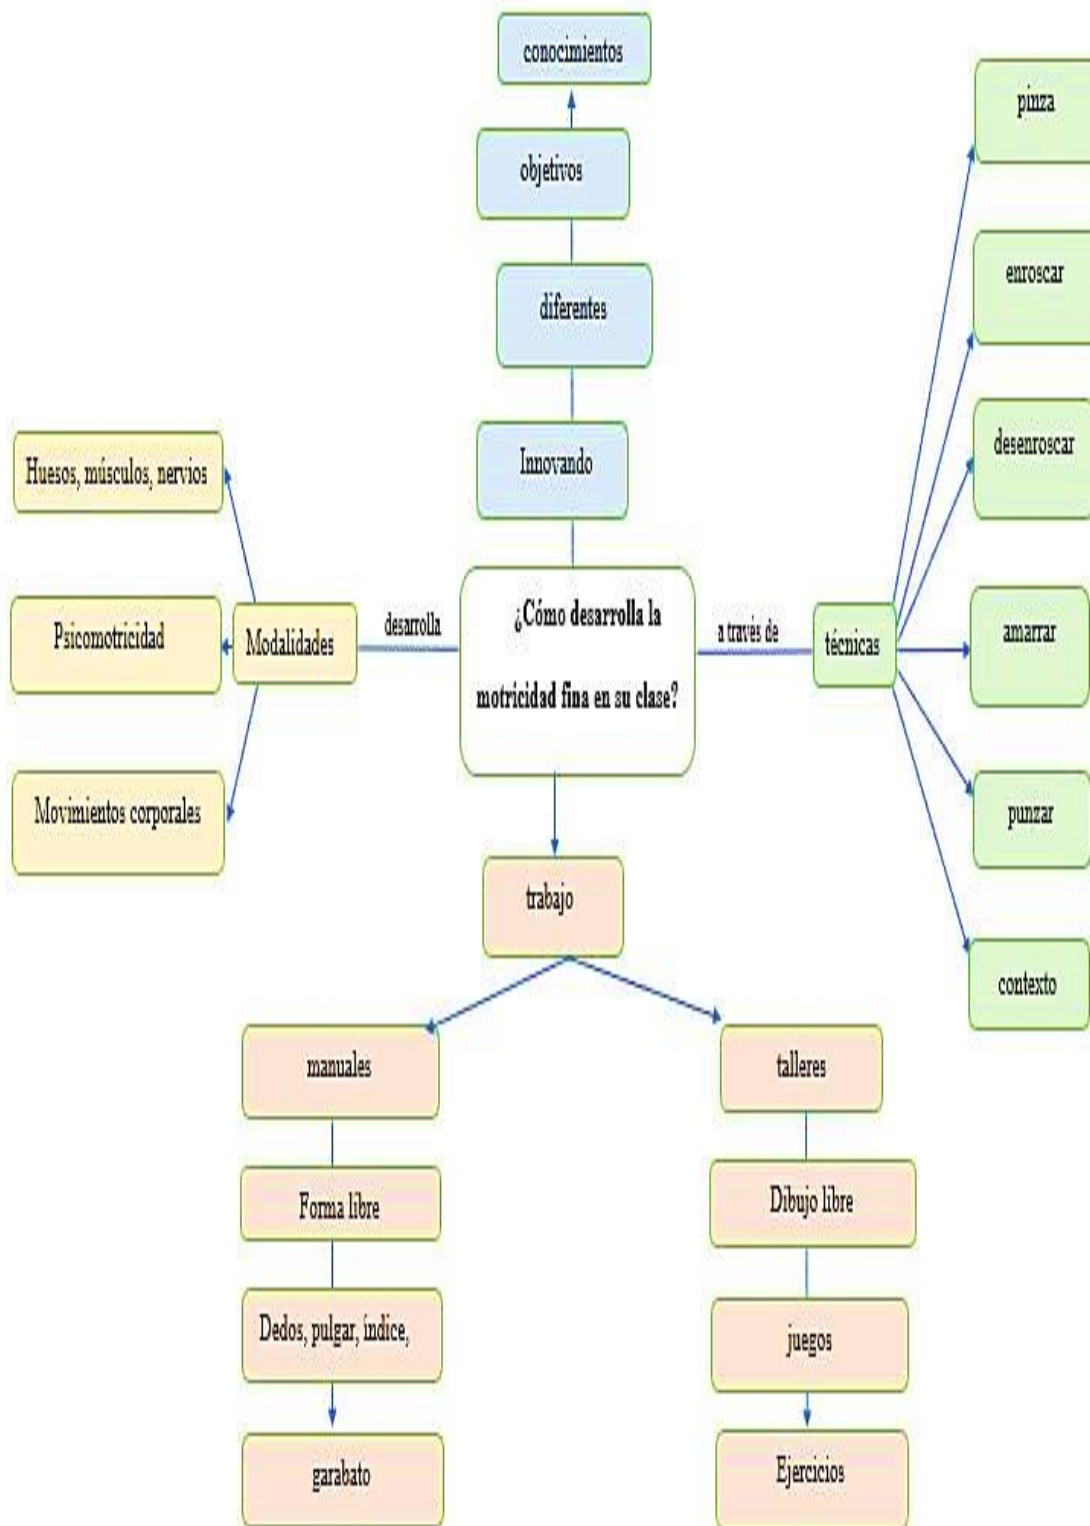 conocimientos
objetivos
diferentes
Innovando
¿Cómo desarrolla la
motricidad fina en su clase?
desarrolla
Modalidades
Huesos, músculos, nervios
Psicomotricidad
Movimientos corporales
a través de
técnicas
pinza
enroscar
desenroscar
amarrar
punzar
contexto
trabajo
manuales
Forma libre
Dedos, pulgar, índice,
garabato
talleres
Dibujo libre
juegos
Ejercicios